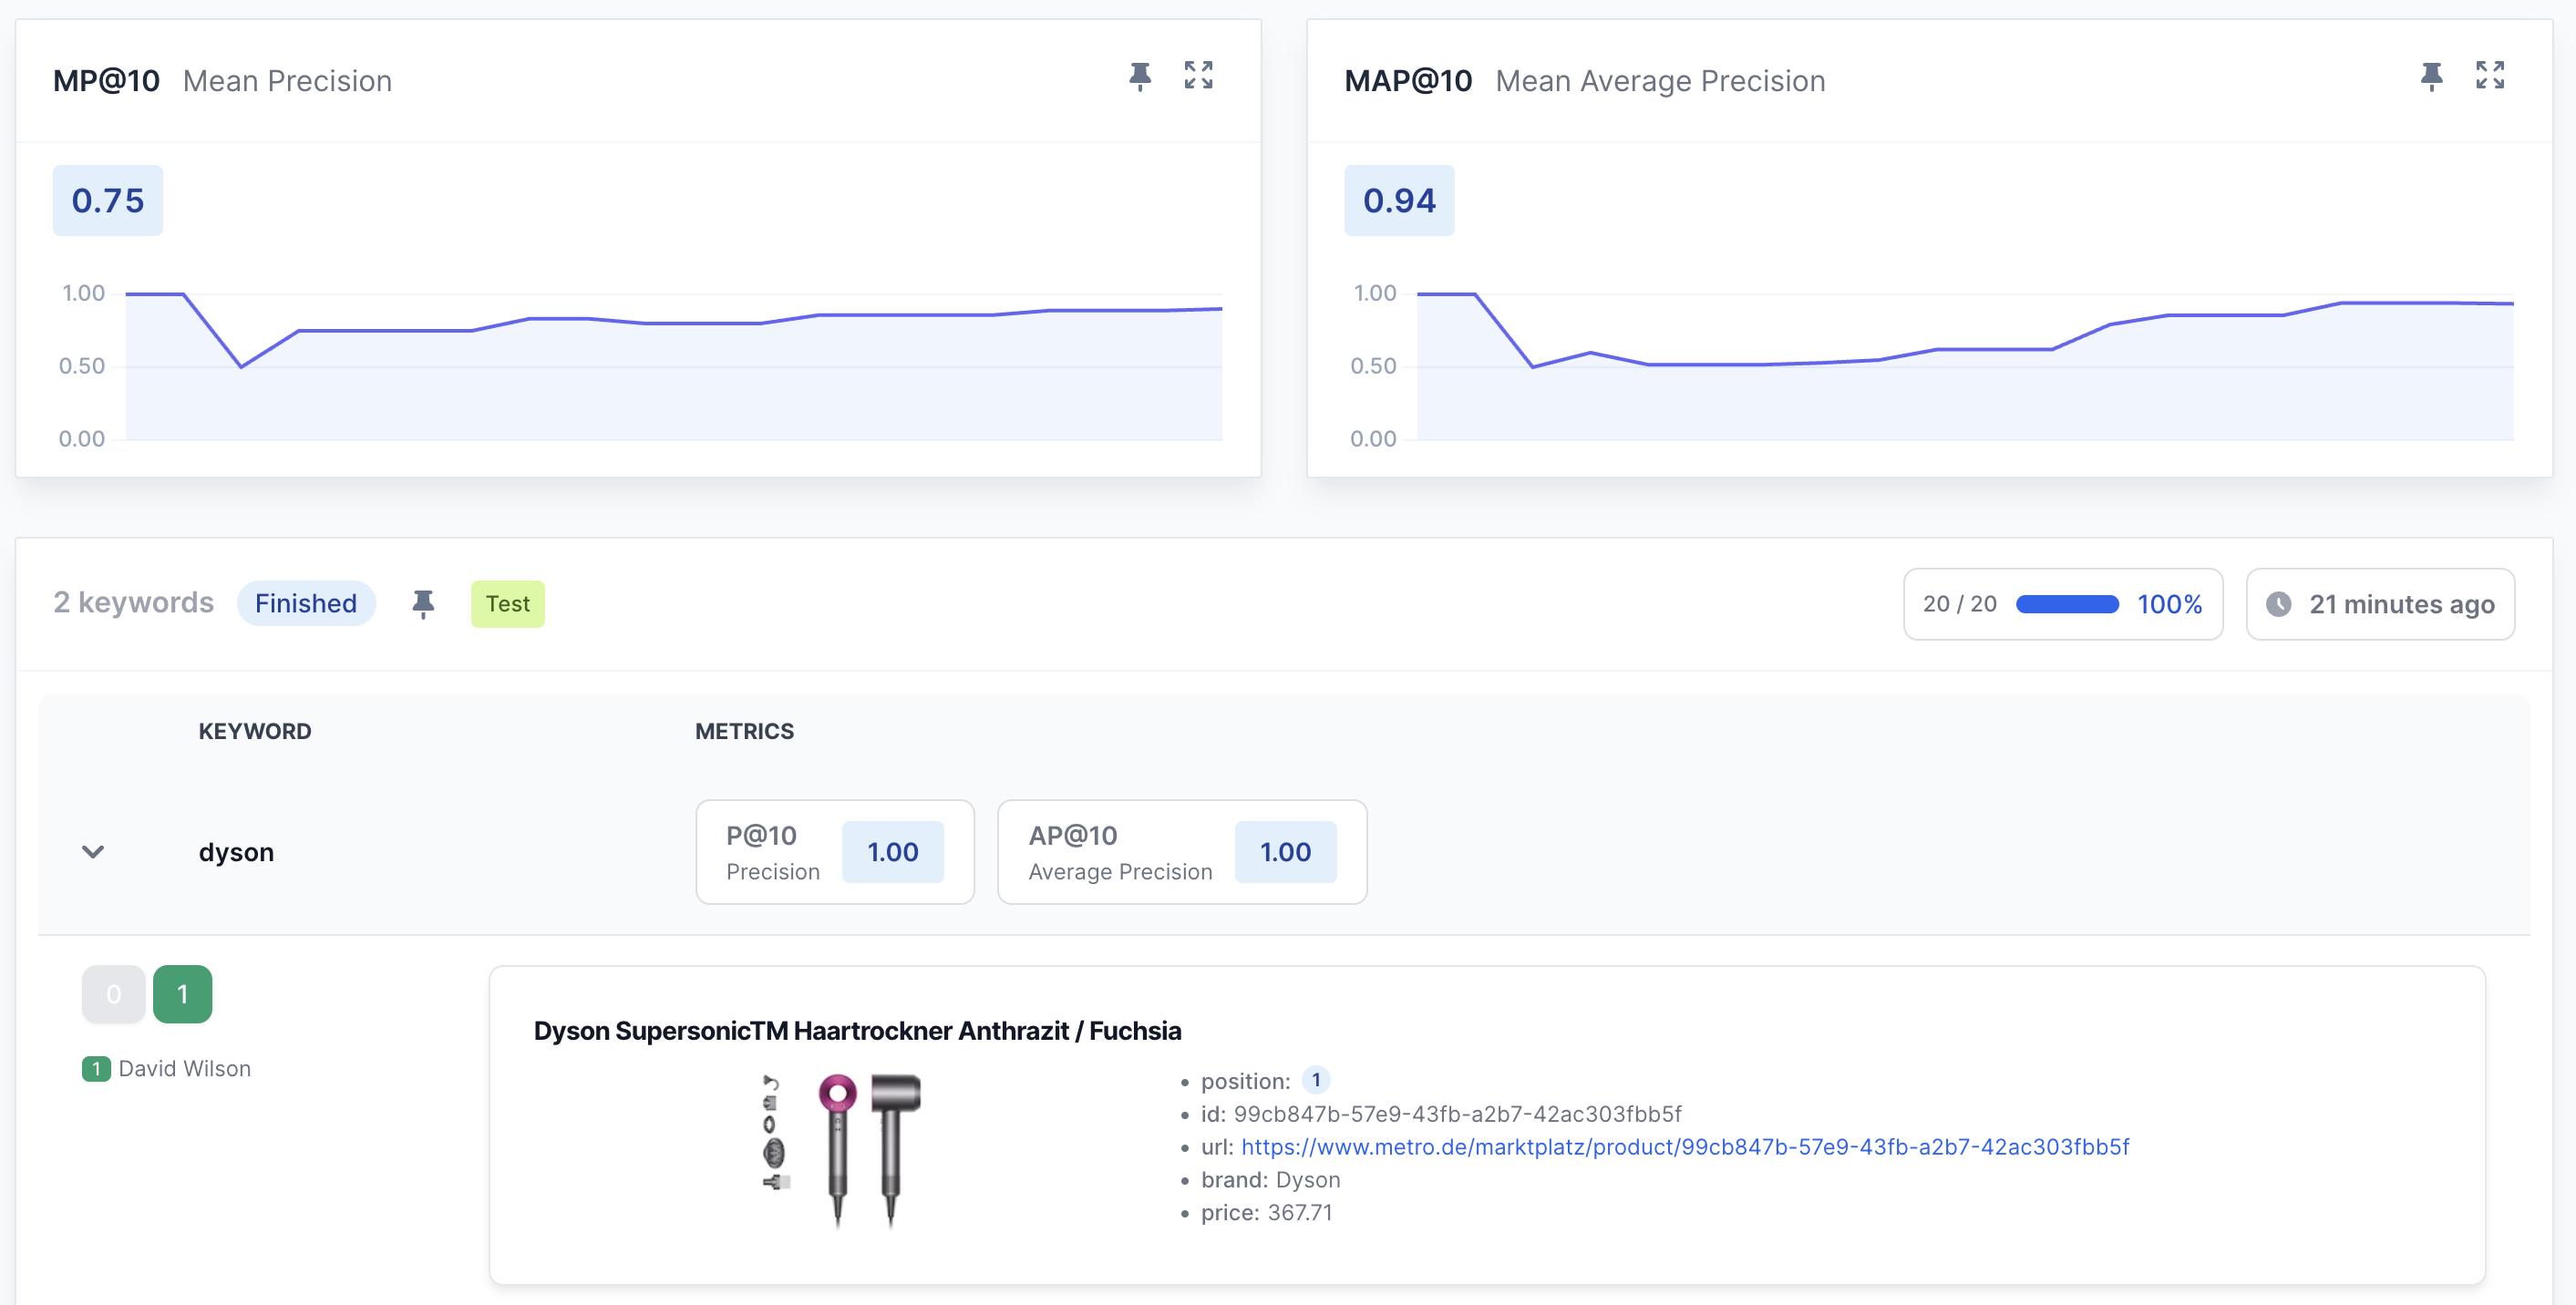 MP@10 Mean Precision
0.75
1.00
0.50
0.00
MAP@10 Mean Average Precision
0.94
1.00
0.50
0.00
2 keywords Finished Test 20 / 20 100% 21 minutes ago
KEYWORD METRICS
dyson
P@10
Precision
1.00
AP@10
Average Precision
1.00
0 1
1 David Wilson
Dyson SupersonicTM Haartrockner Anthrazit / Fuchsia
• position: 1
• id: 99cb847b-57e9-43fb-a2b7-42ac303fbb5f
• url: https://www.metro.de/marktplatz/product/99cb847b-57e9-43fb-a2b7-42ac303fbb5f
• brand: Dyson
• price: 367.71